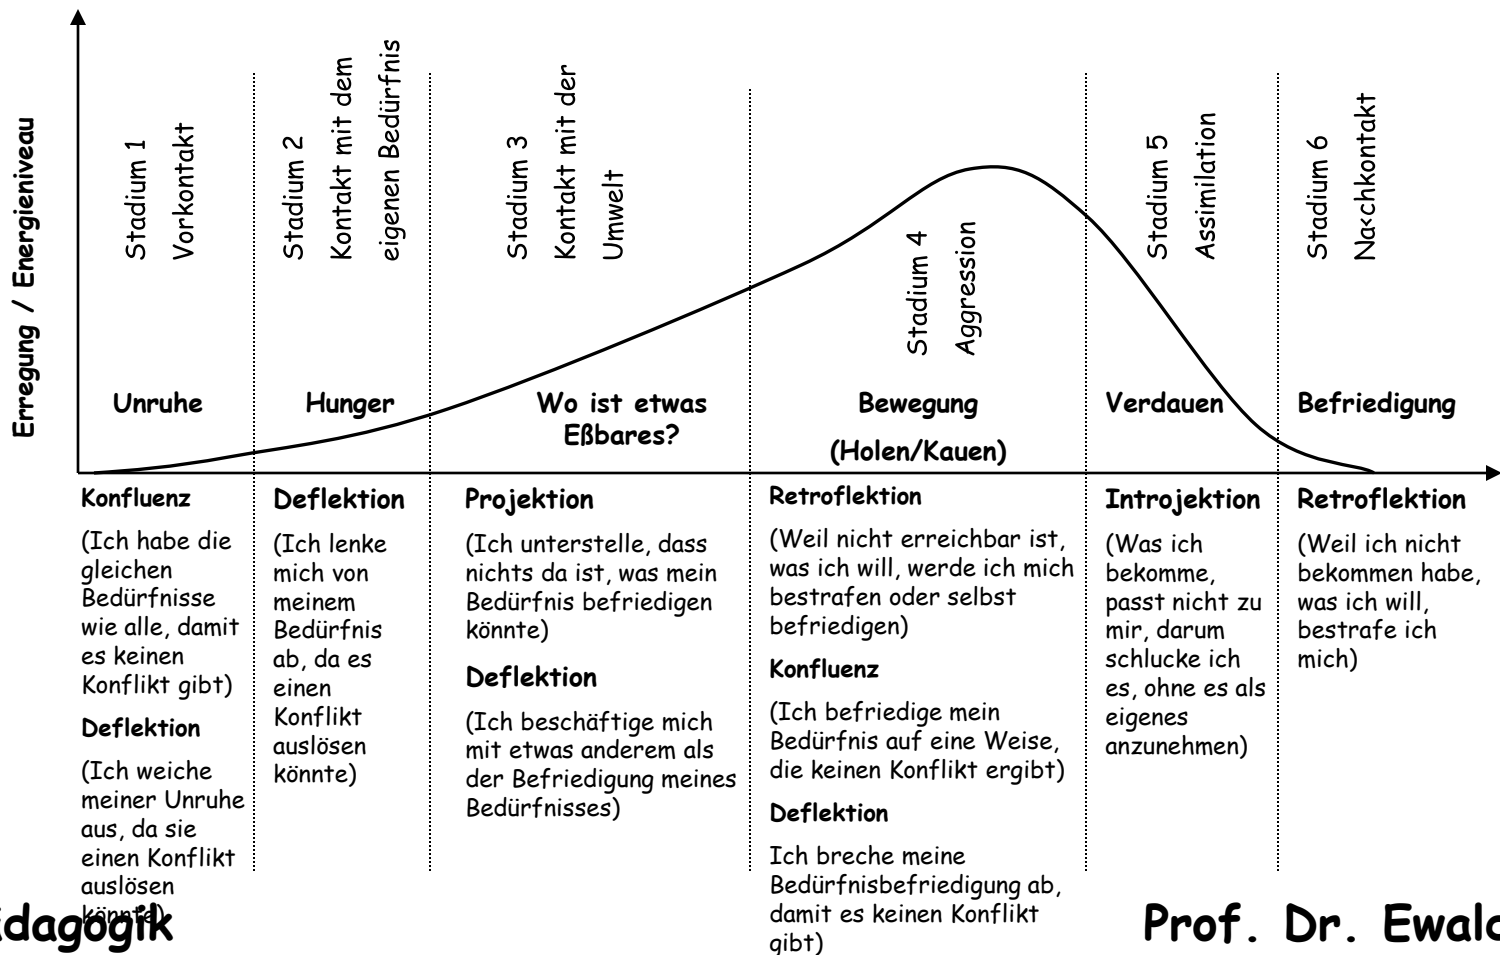 Erregung / Energieniveau
Stadium 1
Vorkontakt
Stadium 2
Kontakt mit dem
eigenen Bedürfnis
Stadium 3
Kontakt mit der
Umwelt
Stadium 4
Aggression
Stadium 5
Assimilation
Stadium 6
Nachkontakt
Unruhe
Hunger
Wo ist etwas
Eßbares?
Bewegung
(Holen/Kauen)
Verdauen
Befriedigung
Konfluenz
(Ich habe die
gleichen
Bedürfnisse
wie alle, damit
es keinen
Konflikt gibt)
Deflektion
(Ich weiche
meiner Unruhe
aus, da sie
einen Konflikt
auslösen
könnte)
Deflektion
(Ich lenke
mich von
meinem
Bedürfnis
ab, da es
einen
Konflikt
auslösen
könnte)
Projektion
(Ich unterstelle, dass
nichts da ist, was mein
Bedürfnis befriedigen
könnte)
Deflektion
(Ich beschäftige mich
mit etwas anderem als
der Befriedigung meines
Bedürfnisses)
Retroflektion
(Weil nicht erreichbar ist,
was ich will, werde ich mich
bestrafen oder selbst
befriedigen)
Konfluenz
(Ich befriedige mein
Bedürfnis auf eine Weise,
die keinen Konflikt ergibt)
Deflektion
Ich breche meine
Bedürfnisbefriedigung ab,
damit es keinen Konflikt
gibt)
Introjektion
(Was ich
bekomme,
passt nicht zu
mir, darum
schlucke ich
es, ohne es als
eigenes
anzunehmen)
Retroflektion
(Weil ich nicht
bekommen habe,
was ich will,
bestrafe ich
mich)
dagogik
Prof. Dr. Ewald